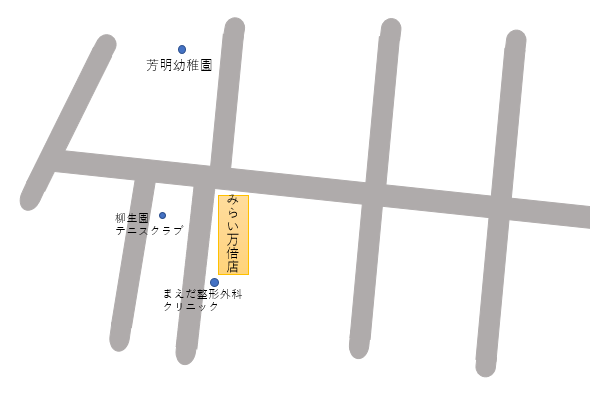 芳明幼稚園
みらい万倍店
柳生園
テニスクラブ
まえだ整形外科
クリニック